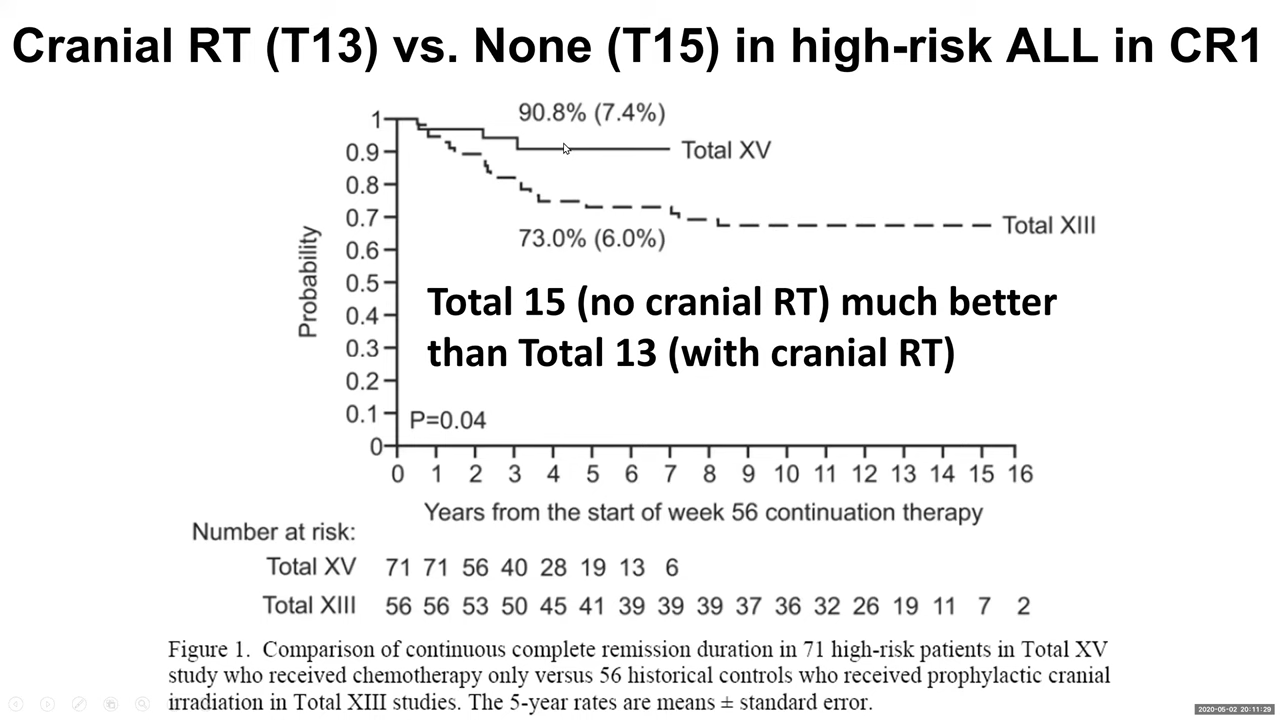 Cranial RT (T13) vs. None (T15) in high-risk ALL in CR1
90.8% (7.4%)
Total XV
Total XIII
73.0% (6.0%)
Total 15 (no cranial RT) much better
than Total 13 (with cranial RT)
P=0.04
Probability
1
0.9
0.8
0.7
0.6
0.5
0.4
0.3
0.2
0.1
0
0 1 2 3 4 5 6 7 8 9 10 11 12 13 14 15 16
Years from the start of week 56 continuation therapy
Number at risk:
Total XV 71 71 56 40 28 19 13 6
Total XIII 56 56 53 50 45 41 39 39 39 37 36 32 26 19 11 7 2
Figure 1. Comparison of continuous complete remission duration in 71 high-risk patients in Total XV
study who received chemotherapy only versus 56 historical controls who received prophylactic cranial
irradiation in Total XIII studies. The 5-year rates are means ± standard error.
2020-05-02 20:11:29